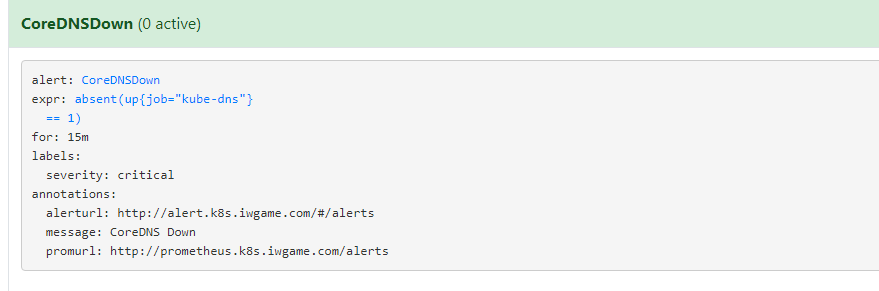 CoreDNSDown (0 active)
alert: CoreDNSDown
expr: absent(up{job="kube-dns"}
  == 1)
for: 15m
labels:
  severity: critical
annotations:
  alerturl: http://alert.k8s.iwgame.com/#/alerts
  message: CoreDNS Down
  promurl: http://prometheus.k8s.iwgame.com/alerts